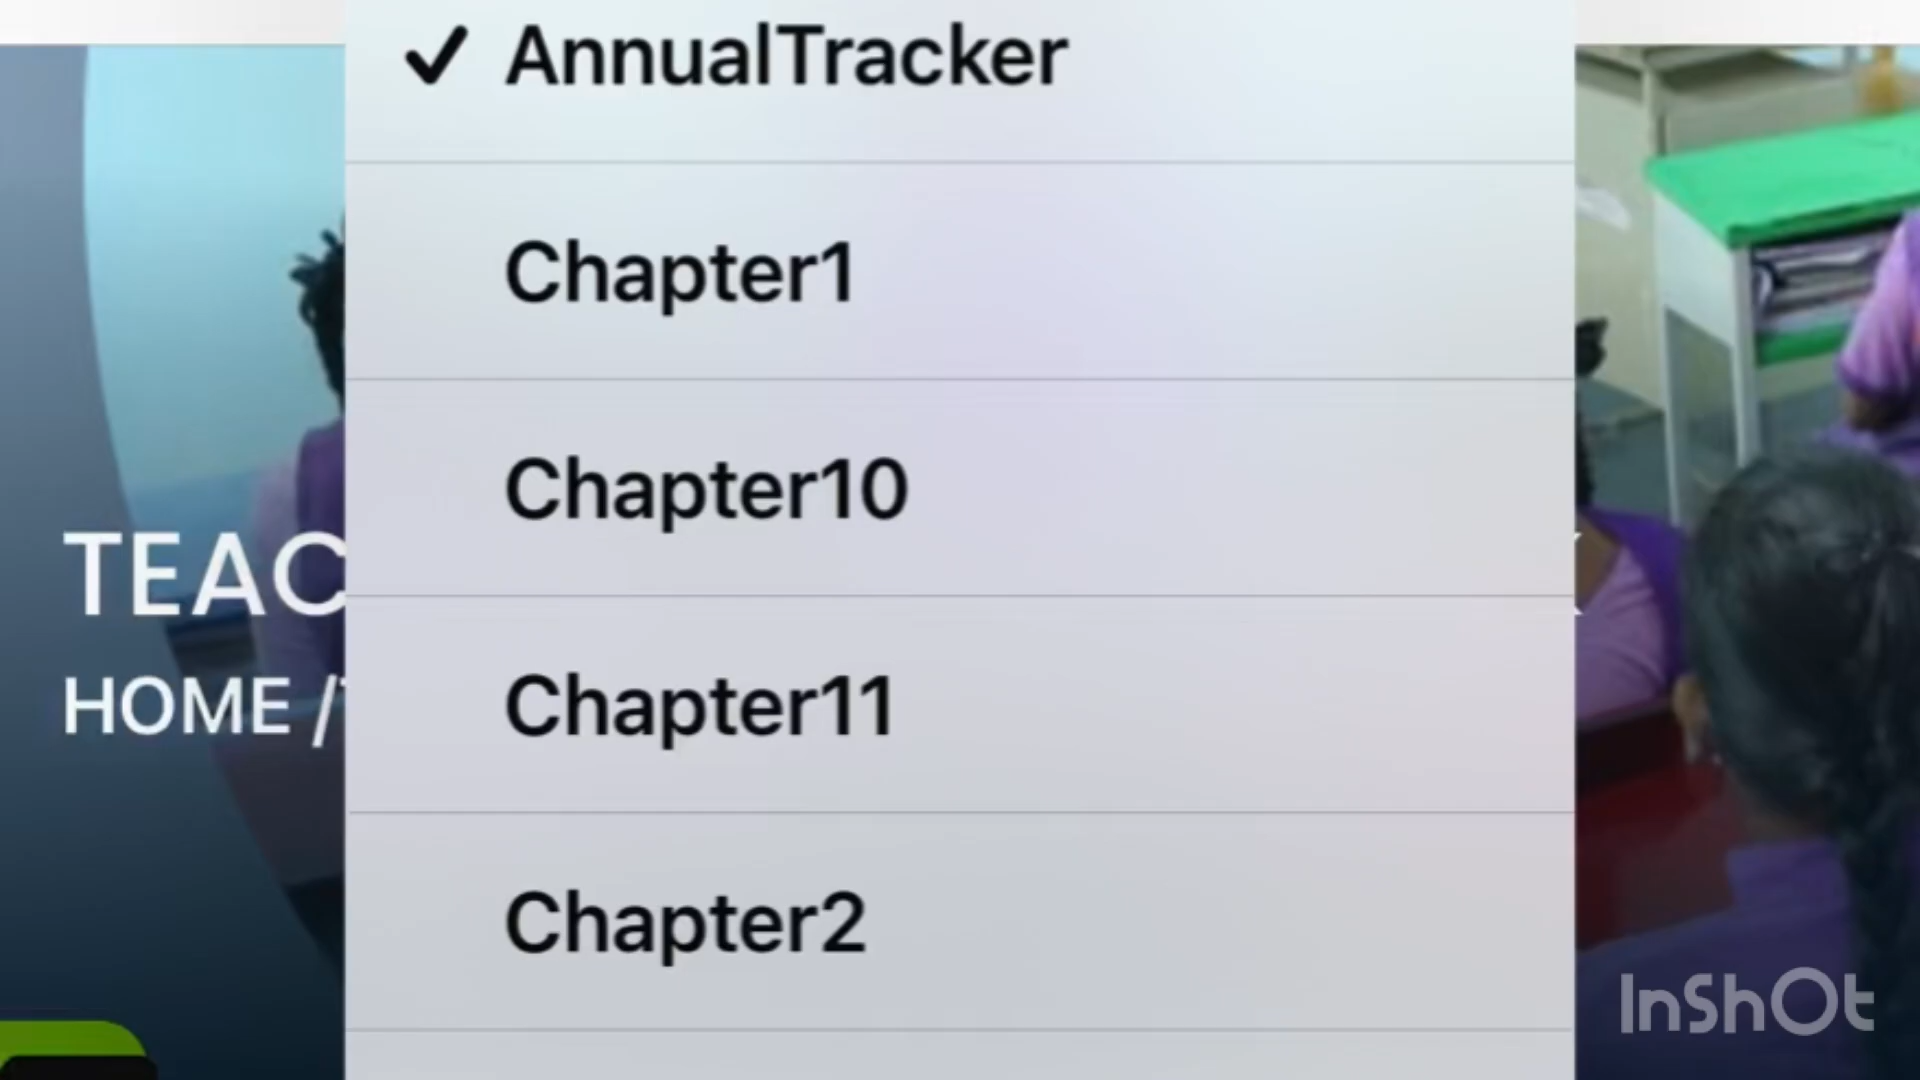 ✓ AnnualTracker
Chapter1
Chapter10
Chapter11
Chapter2
TEAC
HOME /
InShOt